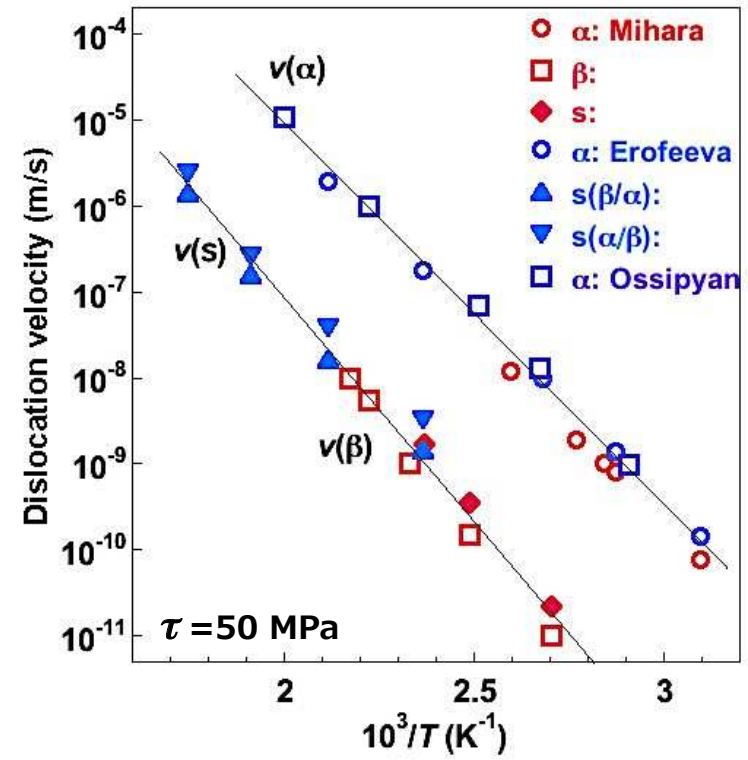 10⁻⁴
10⁻⁵
10⁻⁶
10⁻⁷
10⁻⁸
10⁻⁹
10⁻¹⁰
10⁻¹¹
Dislocation velocity (m/s)
v(α)
v(S)
v(β)
α: Mihara
β:
s:
α: Erofeeva
s(β/α):
s(α/β):
α: Ossipyan
τ =50 MPa
2 2.5 3
10³/T (K⁻¹)